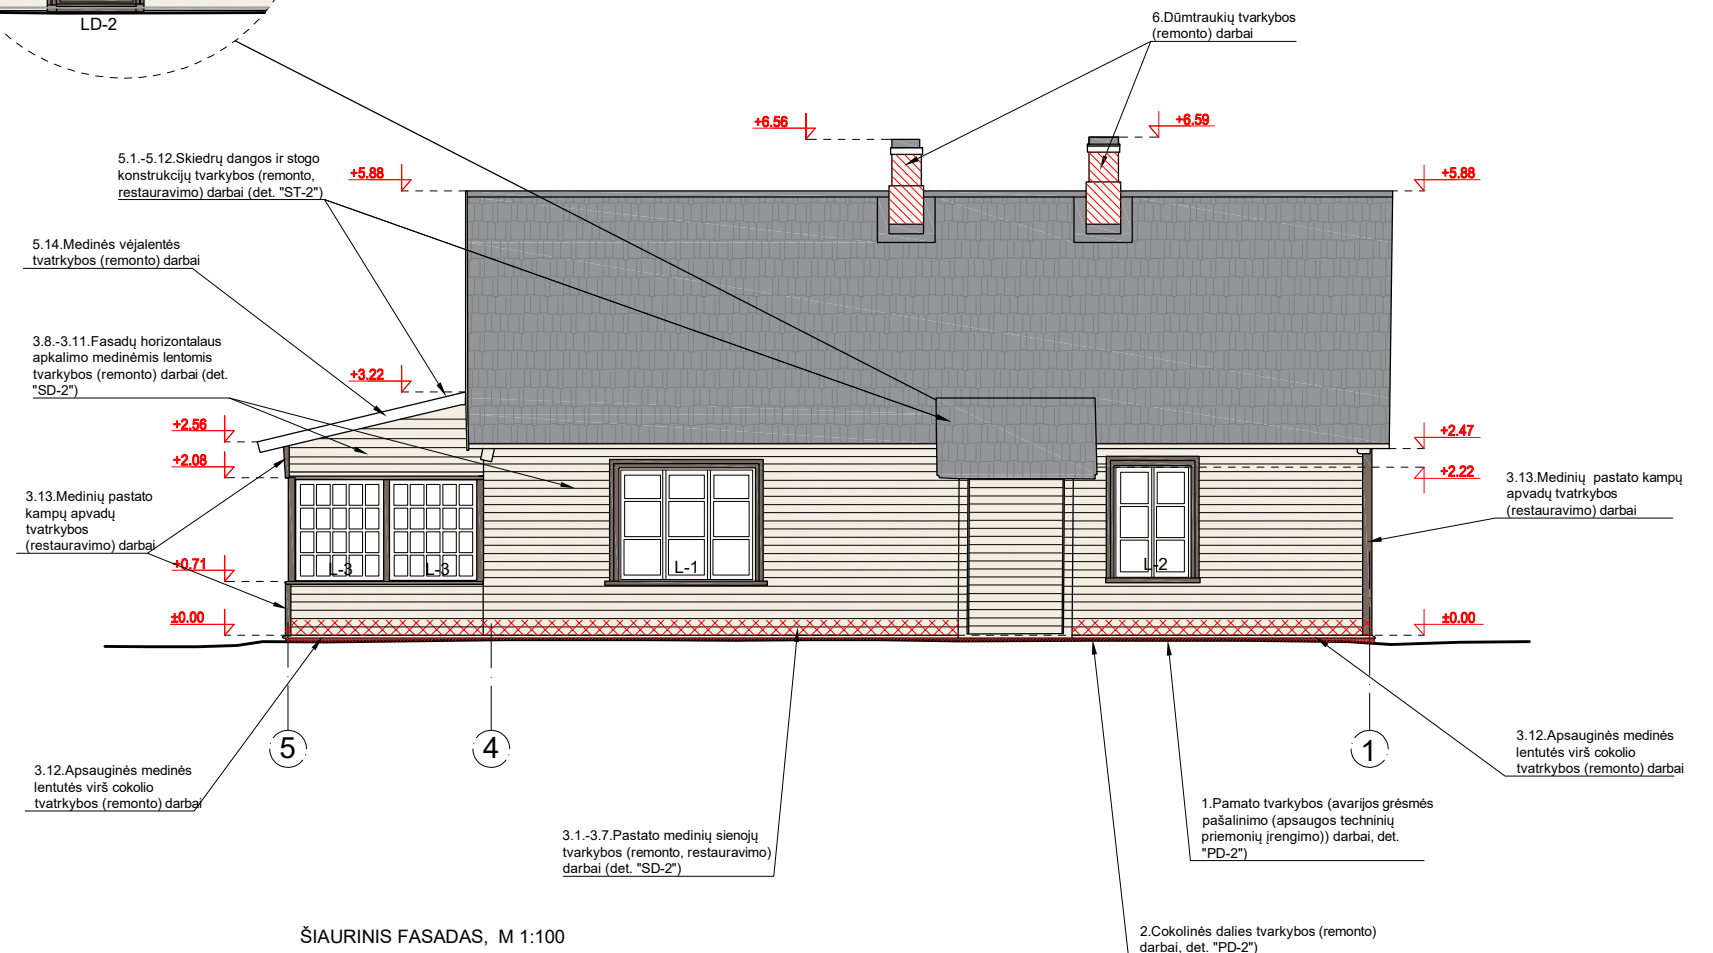 LD-2
6.Dūmtraukių tvarkybos
(remonto) darbai
+6.56
+6.59
5.1.-5.12.Skiedrų dangos ir stogo
konstrukcijų tvarkybos (remonto,
restauravimo) darbai (det. "ST-2")
+5.88
+5.88
5.14.Medinės vėjalentės
tvatrkybos (remonto) darbai
3.8.-3.11.Fasadų horizontalaus
apkalimo medinėmis lentomis
tvarkybos (remonto) darbai (det.
"SD-2")
+3.22
+2.56
+2.47
+2.08
+2.22
3.13.Medinių pastato
kampų apvadų
tvatrkybos
(restauravimo) darbai
3.13.Medinių pastato kampų
apvadų tvatrkybos
(restauravimo) darbai
+0.71
L-3
L-3
L-1
L-2
±0.00
±0.00
5
4
1
3.12.Apsauginės medinės
lentutės virš cokolio
tvatrkybos (remonto) darbai
3.12.Apsauginės medinės
lentutės virš cokolio
tvatrkybos (remonto) darbai
3.1.-3.7.Pastato medinių sienojų
tvarkybos (remonto, restauravimo)
darbai (det. "SD-2")
1.Pamato tvarkybos (avarijos grėsmės
pašalinimo (apsaugos techninių
priemonių įrengimo)) darbai, det.
"PD-2")
2.Cokolinės dalies tvarkybos (remonto)
darbai, det. "PD-2")
ŠIAURINIS FASADAS, M 1:100